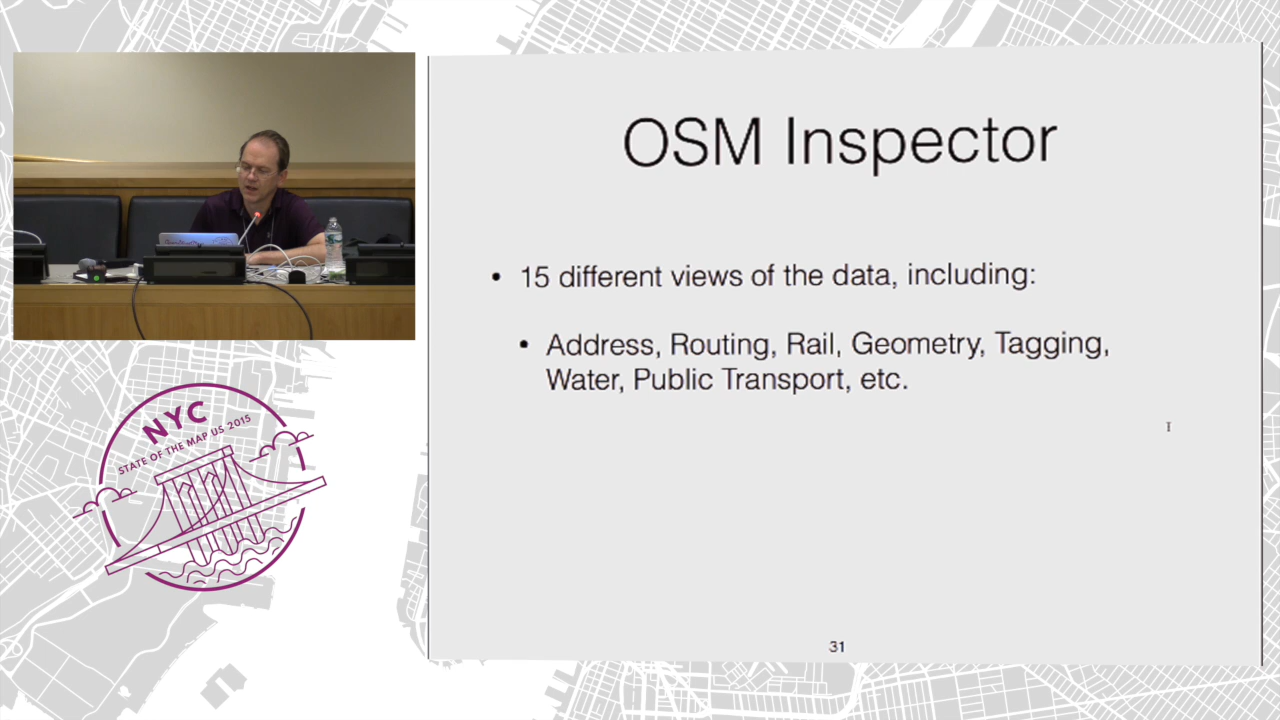 OSM Inspector
• 15 different views of the data, including:
• Address, Routing, Rail, Geometry, Tagging,
Water, Public Transport, etc.
31
NYC
STATE OF THE MAP US 2015